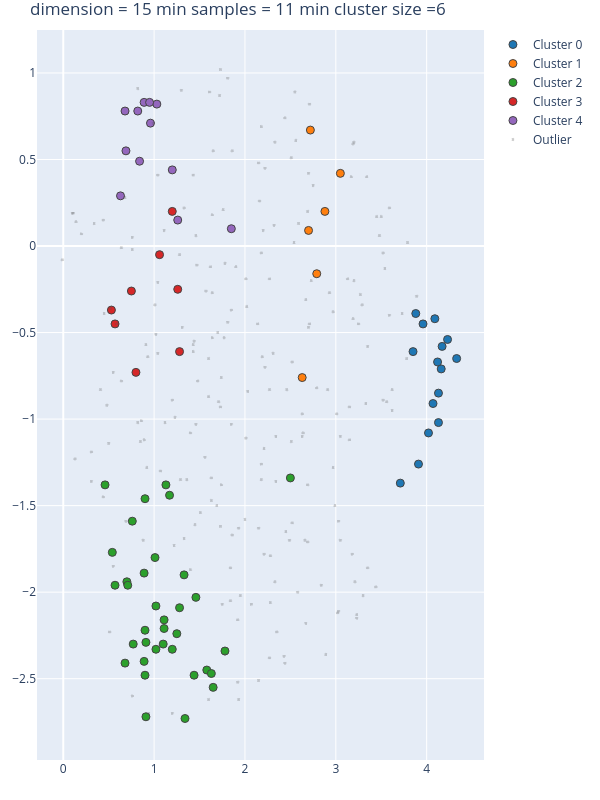 dimension = 15 min samples = 11 min cluster size =6
Cluster 0
Cluster 1
Cluster 2
Cluster 3
Cluster 4
Outlier
1
0.5
0
−0.5
−1
−1.5
−2
−2.5
0 1 2 3 4